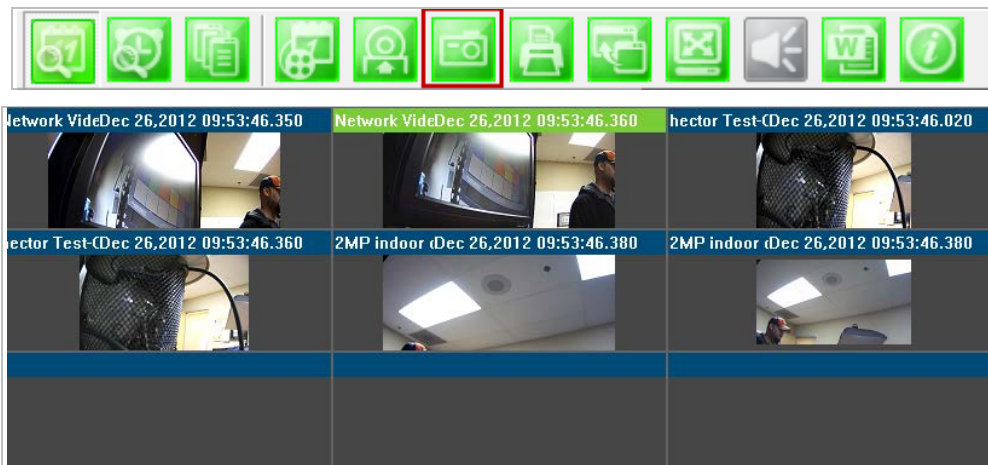 1
1
W
i
Network VideDec 26,2012 09:53:46.350
Network VideDec 26,2012 09:53:46.360
hector Test-(Dec 26,2012 09:53:46.020
hector Test-(Dec 26,2012 09:53:46.360
2MP indoor (Dec 26,2012 09:53:46.380
2MP indoor (Dec 26,2012 09:53:46.380